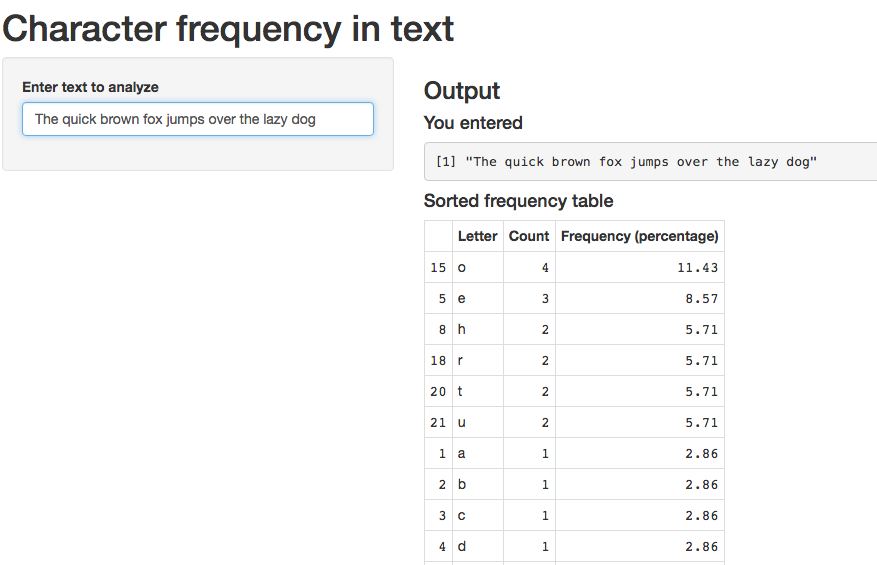 Character frequency in text
Enter text to analyze
The quick brown fox jumps over the lazy dog
Output
You entered
[1] "The quick brown fox jumps over the lazy dog"
Sorted frequency table
Letter Count Frequency (percentage)
15 o 4 11.43
5 e 3 8.57
8 h 2 5.71
18 r 2 5.71
20 t 2 5.71
21 u 2 5.71
1 a 1 2.86
2 b 1 2.86
3 c 1 2.86
4 d 1 2.86